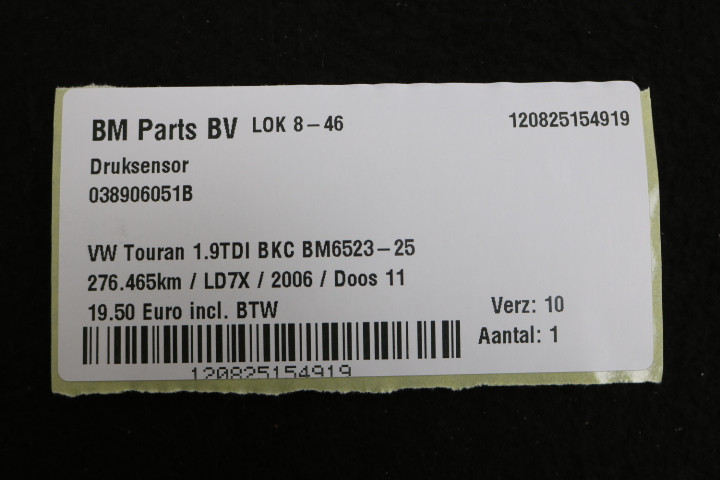 BM Parts BV LOK 8-46 120825154919
Druksensor
038906051B
VW Touran 1.9TDI BKC BM6523-25
276.465km / LD7X / 2006 / Doos 11
19.50 Euro incl. BTW Verz: 10
Aantal: 1
120825154919